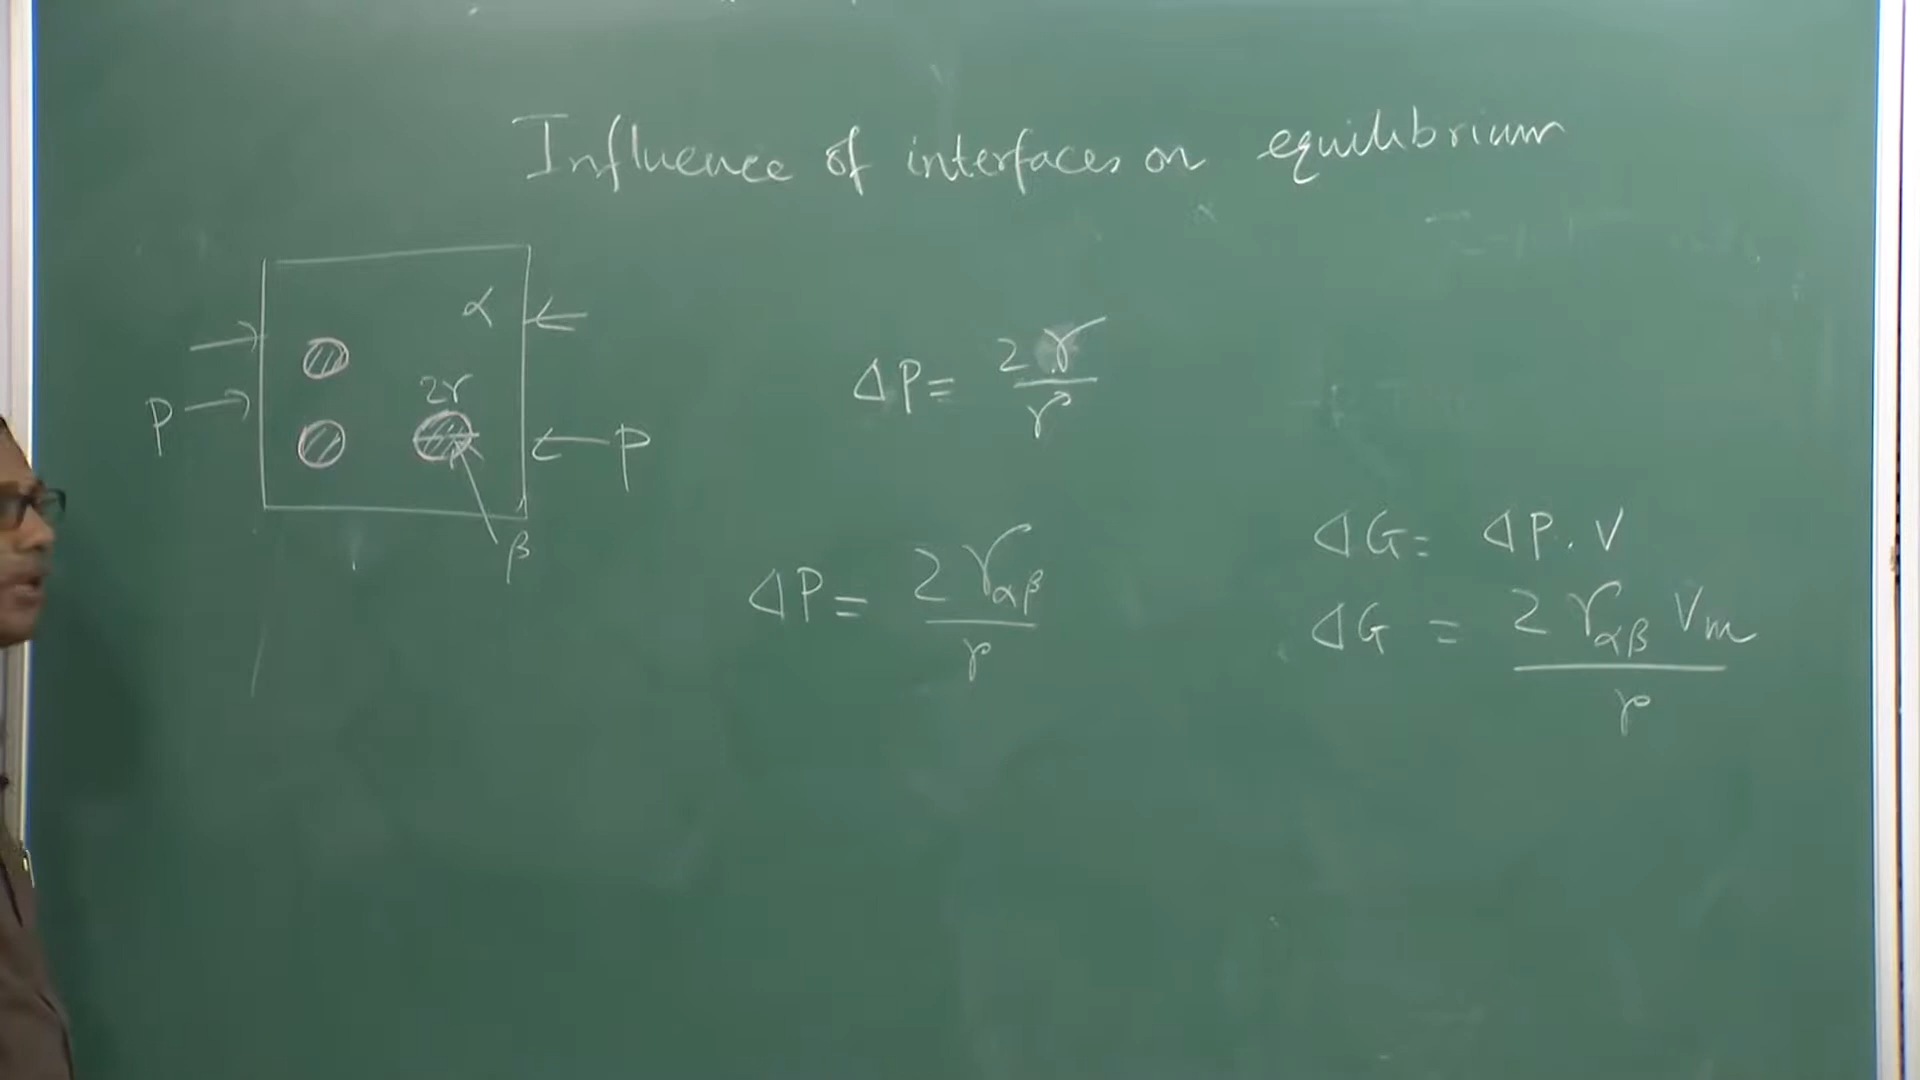 Influence of interfaces on equilibrium
α
P
2r
P
β
ΔP = 2γ/r
ΔP = 2γαβ/r
ΔG = ΔP . V
ΔG = 2γαβ Vm/r